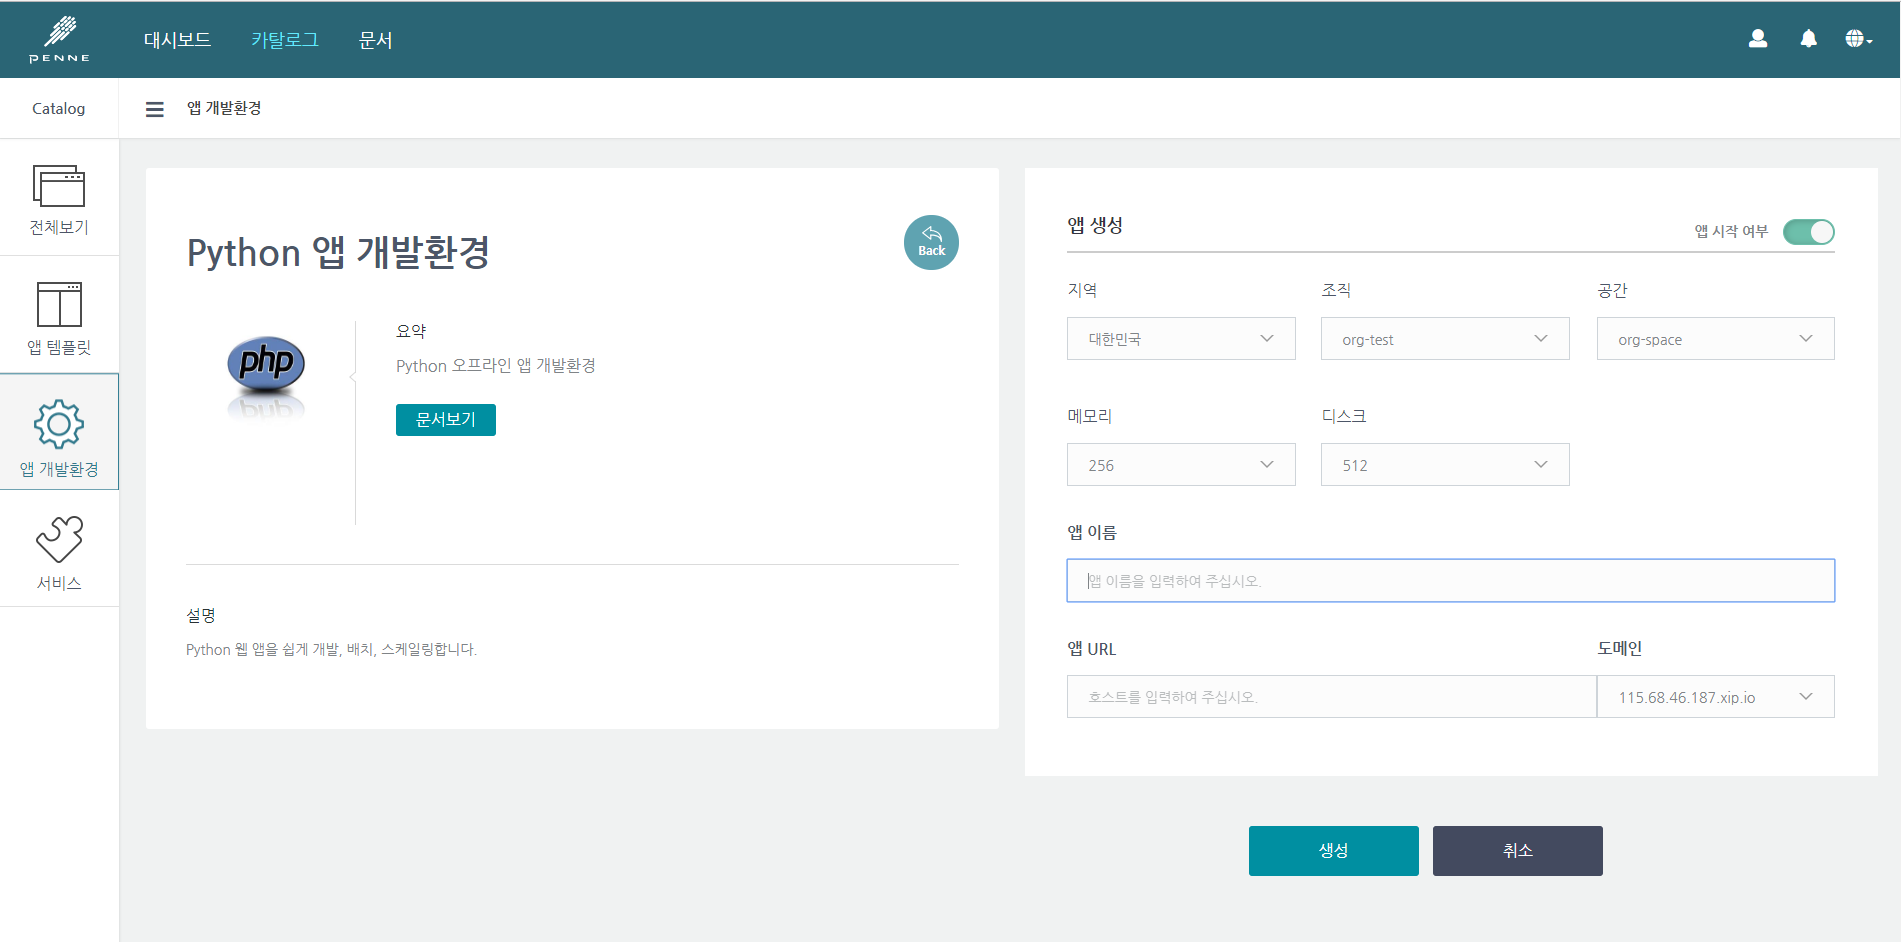 PENNE
대시보드
카탈로그
문서
Catalog
앱 개발환경
전체보기
앱 템플릿
앱 개발환경
서비스
Python 앱 개발환경
Back
php
요약
Python 오프라인 앱 개발환경
문서보기
설명
Python 웹 앱을 쉽게 개발, 배치, 스케일링합니다.
앱 생성
앱 시작 여부
지역
조직
공간
대한민국
org-test
org-space
메모리
디스크
256
512
앱 이름
앱 이름을 입력하여 주십시오.
앱 URL
도메인
호스트를 입력하여 주십시오.
115.68.46.187.xip.io
생성
취소